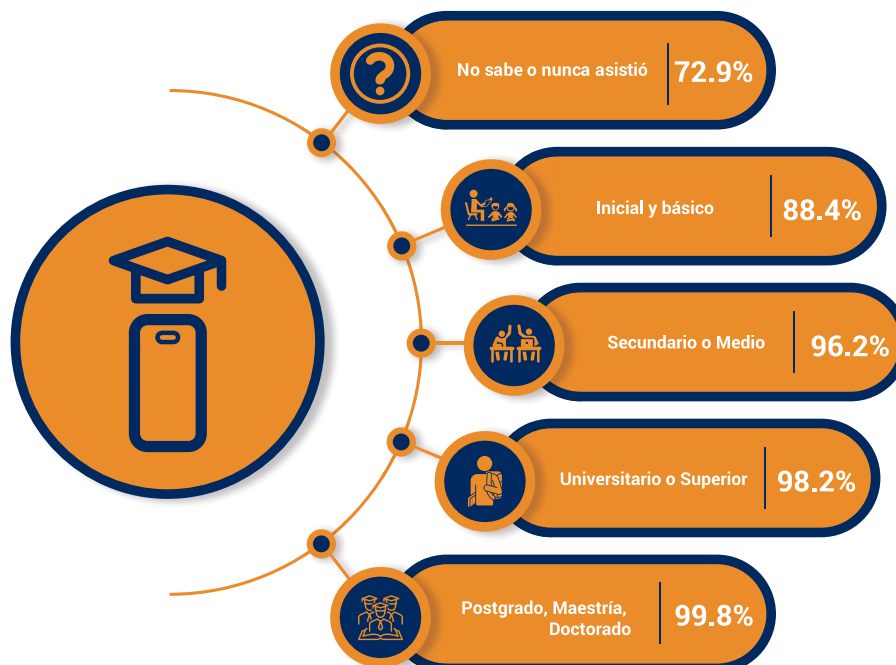 ?
No sabe o nunca asistió 72.9%
Inicial y básico 88.4%
Secundario o Medio 96.2%
Universitario o Superior 98.2%
Postgrado, Maestría,
Doctorado 99.8%